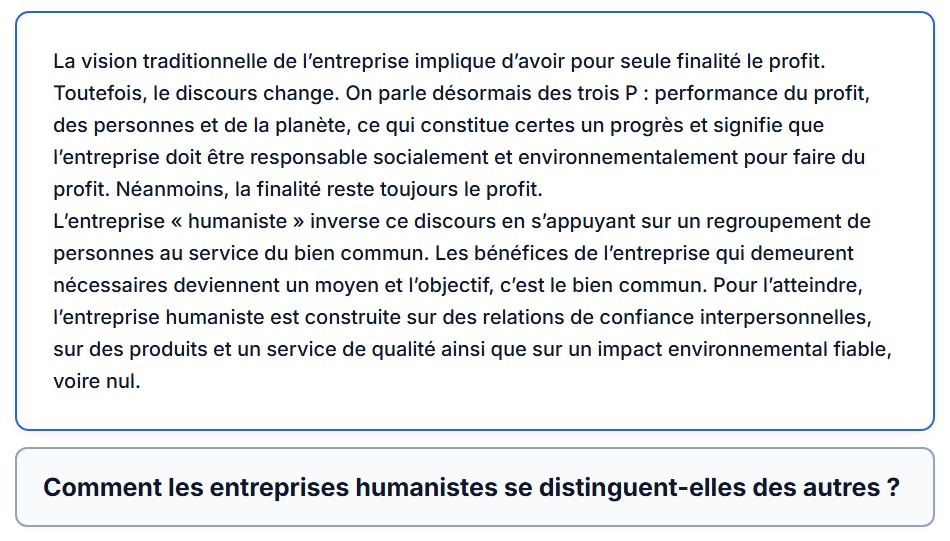 La vision traditionnelle de l’entreprise implique d’avoir pour seule finalité le profit.
Toutefois, le discours change. On parle désormais des trois P : performance du profit,
des personnes et de la planète, ce qui constitue certes un progrès et signifie que
l’entreprise doit être responsable socialement et environnementalement pour faire du
profit. Néanmoins, la finalité reste toujours le profit.
L’entreprise « humaniste » inverse ce discours en s’appuyant sur un regroupement de
personnes au service du bien commun. Les bénéfices de l’entreprise qui demeurent
nécessaires deviennent un moyen et l’objectif, c’est le bien commun. Pour l’atteindre,
l’entreprise humaniste est construite sur des relations de confiance interpersonnelles,
sur des produits et un service de qualité ainsi que sur un impact environnemental fiable,
voire nul.
Comment les entreprises humanistes se distinguent-elles des autres ?